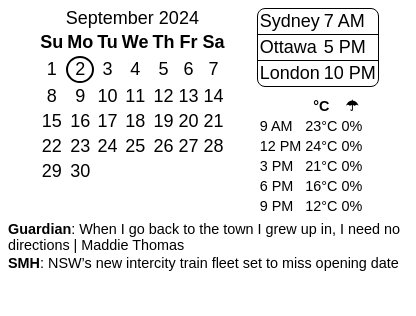 September 2024
Su Mo Tu We Th Fr Sa
1 2 3 4 5 6 7
8 9 10 11 12 13 14
15 16 17 18 19 20 21
22 23 24 25 26 27 28
29 30
Sydney 7 AM
Ottawa 5 PM
London 10 PM
°C ☂
9 AM 23°C 0%
12 PM 24°C 0%
3 PM 21°C 0%
6 PM 16°C 0%
9 PM 12°C 0%
Guardian: When I go back to the town I grew up in, I need no
directions | Maddie Thomas
SMH: NSW’s new intercity train fleet set to miss opening date